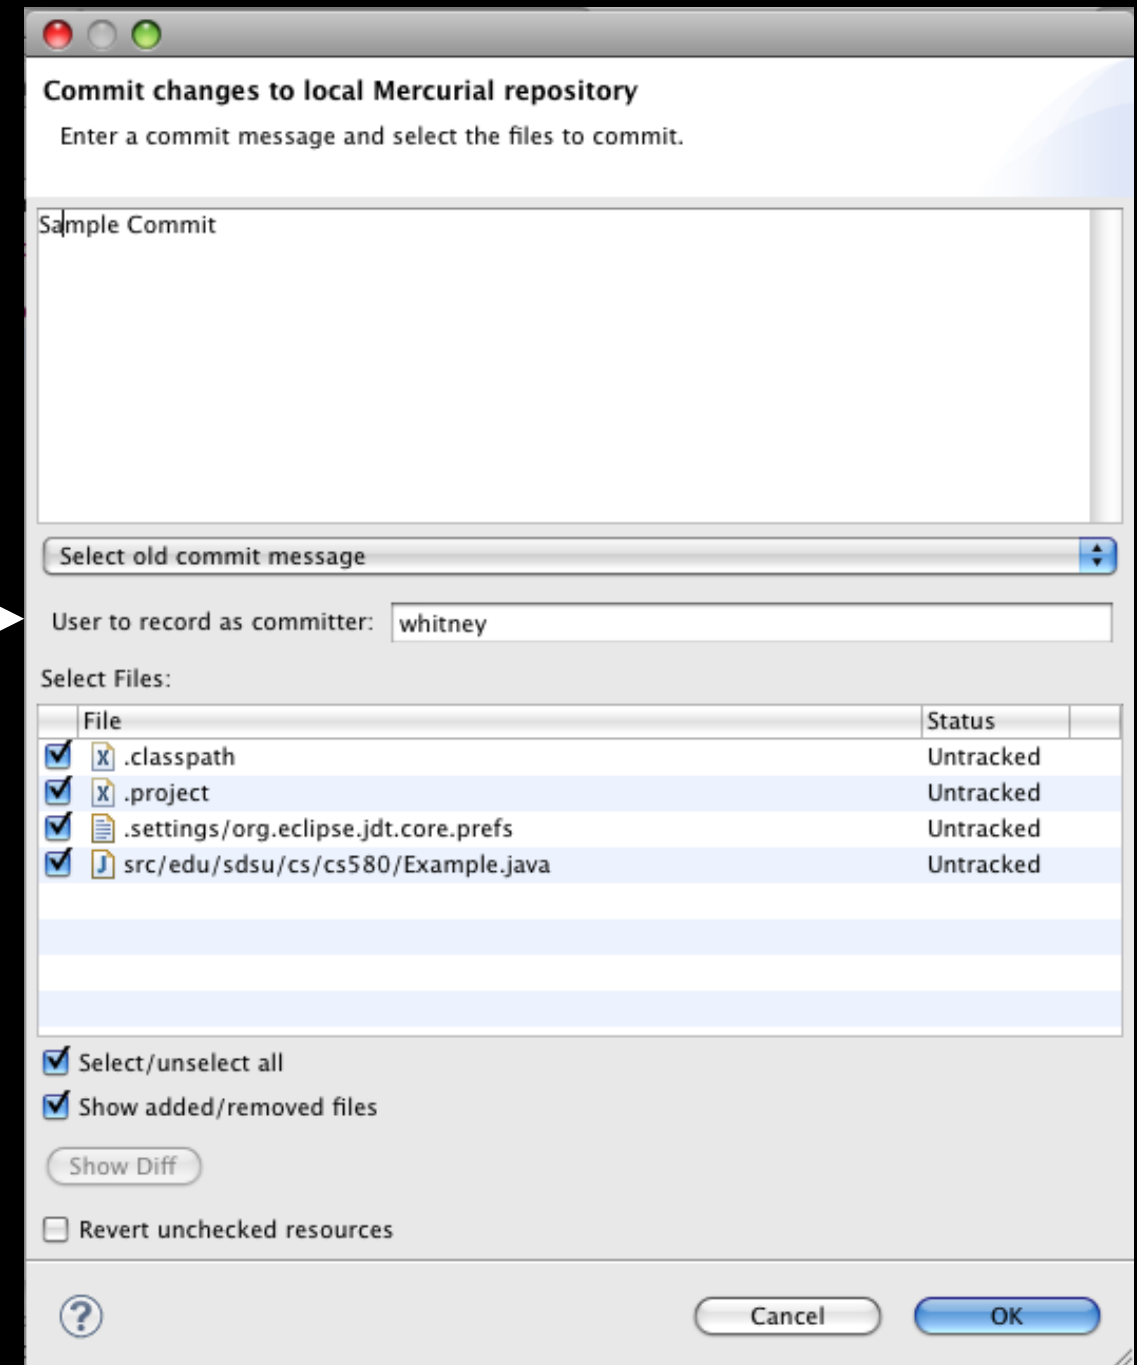 Commit changes to local Mercurial repository
Enter a commit message and select the files to commit.
Sample Commit
Select old commit message
User to record as committer: whitney
Select Files:
File Status
.classpath Untracked
.project Untracked
.settings/org.eclipse.jdt.core.prefs Untracked
src/edu/sdsu/cs/cs580/Example.java Untracked
Select/unselect all
Show added/removed files
Show Diff
Revert unchecked resources
? Cancel OK